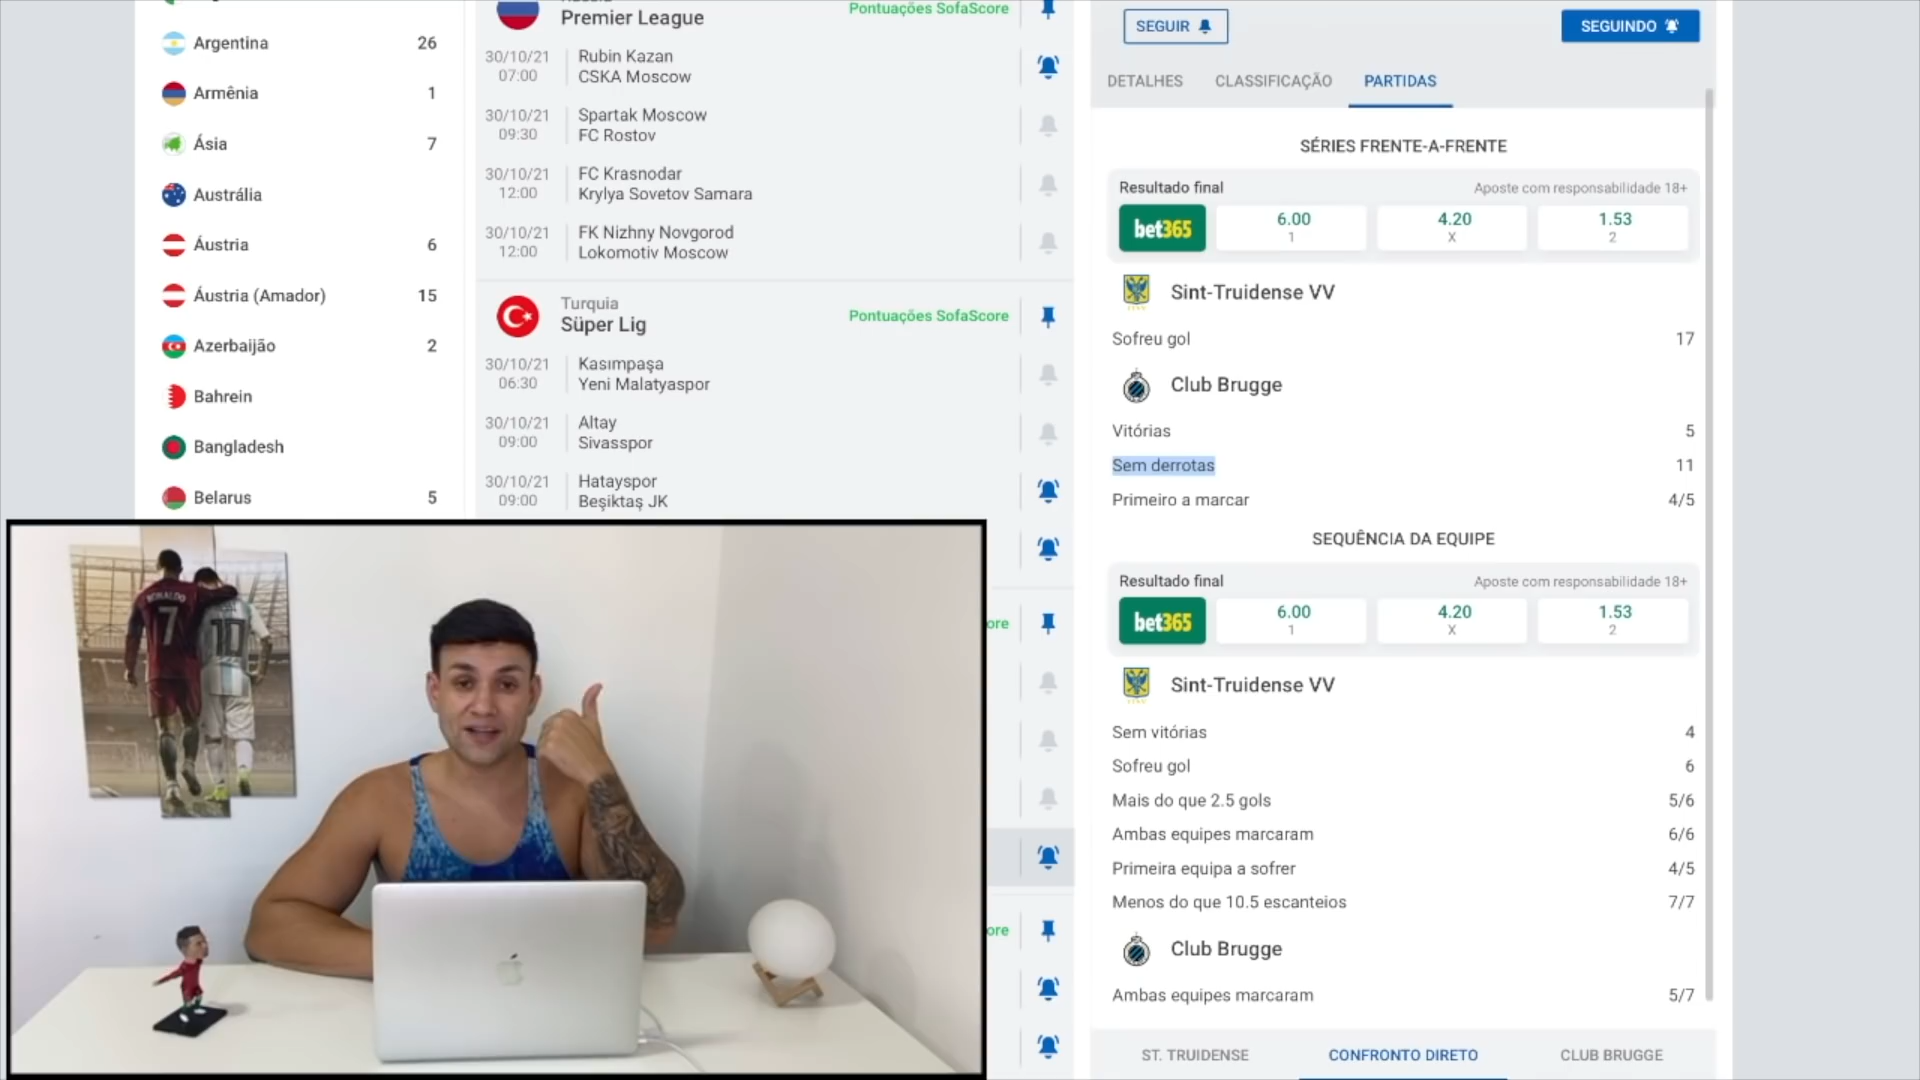 Argentina 26
Armênia 1
Ásia 7
Austrália
Áustria 6
Áustria (Amador) 15
Azerbaijão 2
Bahrein
Bangladesh
Belarus 5
Premier League
Pontuações SofaScore
30/10/21 Rubin Kazan
07:00 CSKA Moscow
30/10/21 Spartak Moscow
09:30 FC Rostov
30/10/21 FC Krasnodar
12:00 Krylya Sovetov Samara
30/10/21 FK Nizhny Novgorod
12:00 Lokomotiv Moscow
Turquia
Süper Lig
Pontuações SofaScore
30/10/21 Kasımpaşa
06:30 Yeni Malatyaspor
30/10/21 Altay
09:00 Sivasspor
30/10/21 Hatayspor
09:00 Beşiktaş JK
ore
ore
RONALDO
7
10
SEGUIR
SEGUINDO
DETALHES CLASSIFICAÇÃO PARTIDAS
SÉRIES FRENTE-A-FRENTE
Resultado final Aposte com responsabilidade 18+
bet365 6.00 4.20 1.53
1 X 2
Sint-Truidense VV
Sofreu gol 17
Club Brugge
Vitórias 5
Sem derrotas 11
Primeiro a marcar 4/5
SEQUÊNCIA DA EQUIPE
Resultado final Aposte com responsabilidade 18+
bet365 6.00 4.20 1.53
1 X 2
Sint-Truidense VV
Sem vitórias 4
Sofreu gol 6
Mais do que 2.5 gols 5/6
Ambas equipes marcaram 6/6
Primeira equipa a sofrer 4/5
Menos do que 10.5 escanteios 7/7
Club Brugge
Ambas equipes marcaram 5/7
ST. TRUIDENSE CONFRONTO DIRETO CLUB BRUGGE